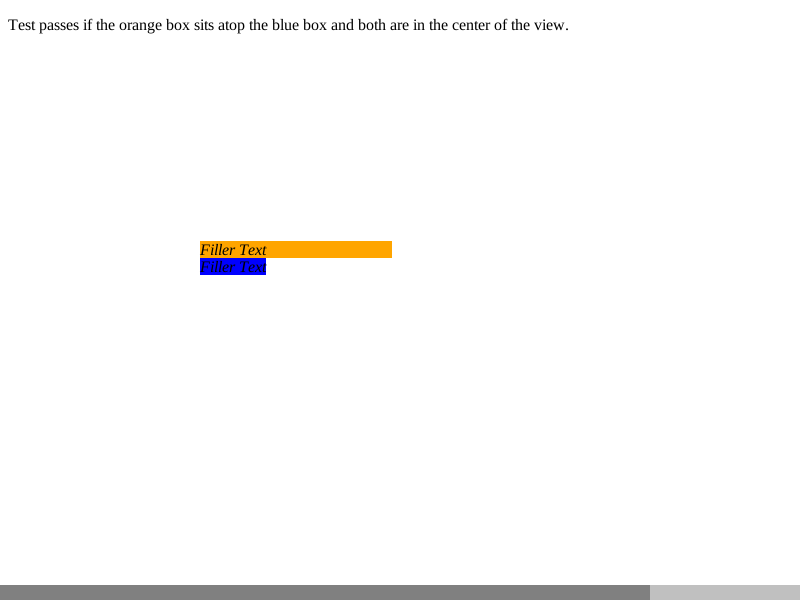 Test passes if the orange box sits atop the blue box and both are in the center of the view.
Filler Text
Filler Text